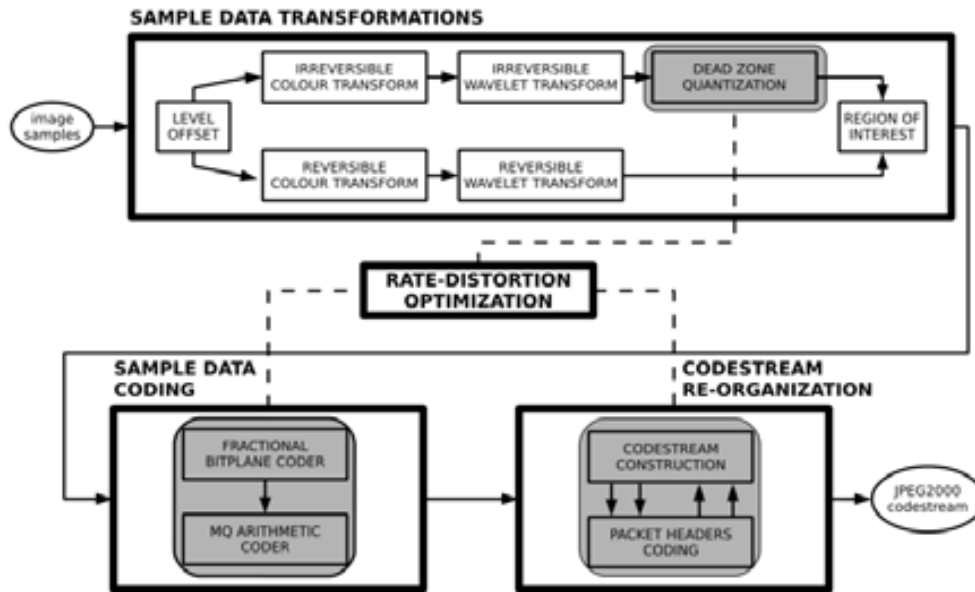 SAMPLE DATA TRANSFORMATIONS
image
samples
LEVEL
OFFSET
IRREVERSIBLE
COLOUR TRANSFORM
IRREVERSIBLE
WAVELET TRANSFORM
DEAD ZONE
QUANTIZATION
REVERSIBLE
COLOUR TRANSFORM
REVERSIBLE
WAVELET TRANSFORM
REGION OF
INTEREST
RATE-DISTORTION
OPTIMIZATION
SAMPLE DATA
CODING
FRACTIONAL
BITPLANE CODER
MQ ARITHMETIC
CODER
CODESTREAM
RE-ORGANIZATION
CODESTREAM
CONSTRUCTION
PACKET HEADERS
CODING
JPEG2000
codestream